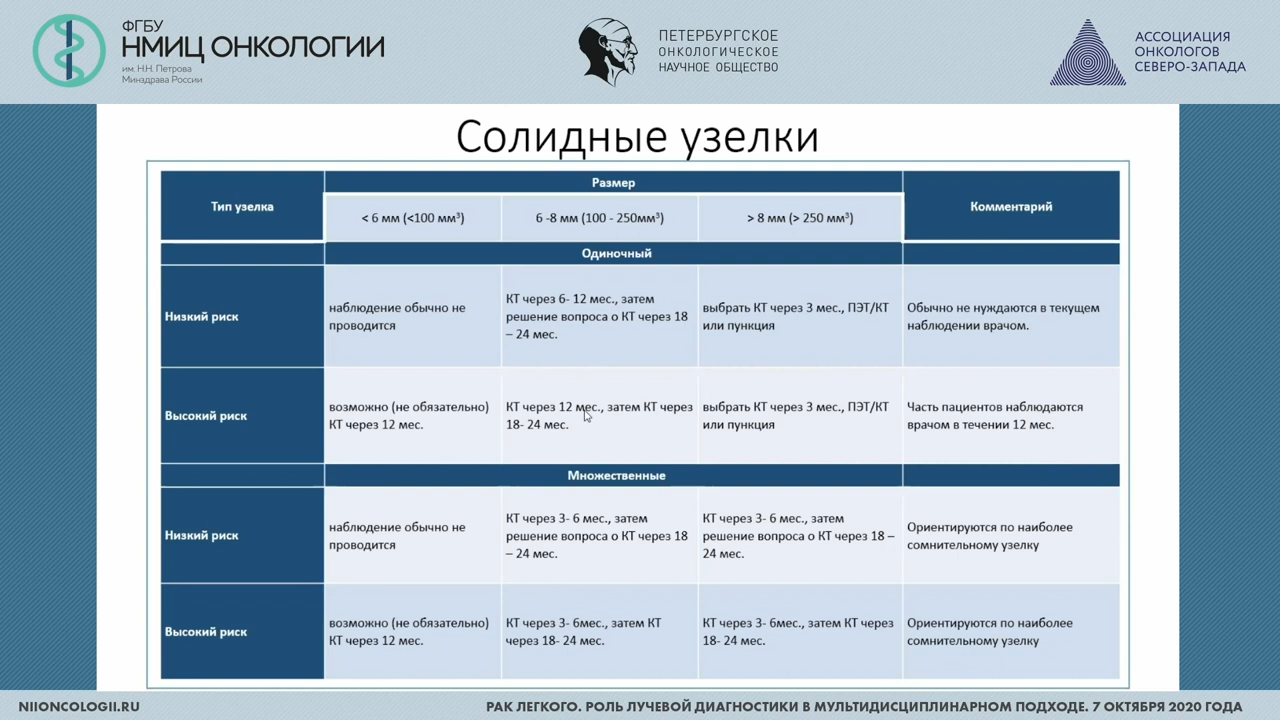 ФГБУ
НМИЦ ОНКОЛОГИИ
им. Н.Н. Петрова
Минздрава России
ПЕТЕРБУРГСКОЕ
ОНКОЛОГИЧЕСКОЕ
НАУЧНОЕ ОБЩЕСТВО
АССОЦИАЦИЯ
ОНКОЛОГОВ
СЕВЕРО-ЗАПАДА
Солидные узелки
Тип узелка
Размер
Комментарий
< 6 мм (<100 мм³)
6 -8 мм (100 - 250мм³)
> 8 мм (> 250 мм³)
Одиночный
Низкий риск
наблюдение обычно не
проводится
КТ через 6- 12 мес., затем
решение вопроса о КТ через 18
– 24 мес.
выбрать КТ через 3 мес., ПЭТ/КТ
или пункция
Обычно не нуждаются в текущем
наблюдении врачом.
Высокий риск
возможно (не обязательно)
КТ через 12 мес.
КТ через 12 мес., затем КТ через
18- 24 мес.
выбрать КТ через 3 мес., ПЭТ/КТ
или пункция
Часть пациентов наблюдаются
врачом в течении 12 мес.
Множественные
Низкий риск
наблюдение обычно не
проводится
КТ через 3- 6 мес., затем
решение вопроса о КТ через 18
– 24 мес.
КТ через 3- 6 мес., затем
решение вопроса о КТ через 18 –
24 мес.
Ориентируются по наиболее
сомнительному узелку
Высокий риск
возможно (не обязательно)
КТ через 12 мес.
КТ через 3- 6мес., затем КТ
через 18- 24 мес.
КТ через 3- 6мес., затем КТ через
18- 24 мес.
Ориентируются по наиболее
сомнительному узелку
NIIONCOLOGII.RU
РАК ЛЕГКОГО. РОЛЬ ЛУЧЕВОЙ ДИАГНОСТИКИ В МУЛЬТИДИСЦИПЛИНАРНОМ ПОДХОДЕ. 7 ОКТЯБРЯ 2020 ГОДА